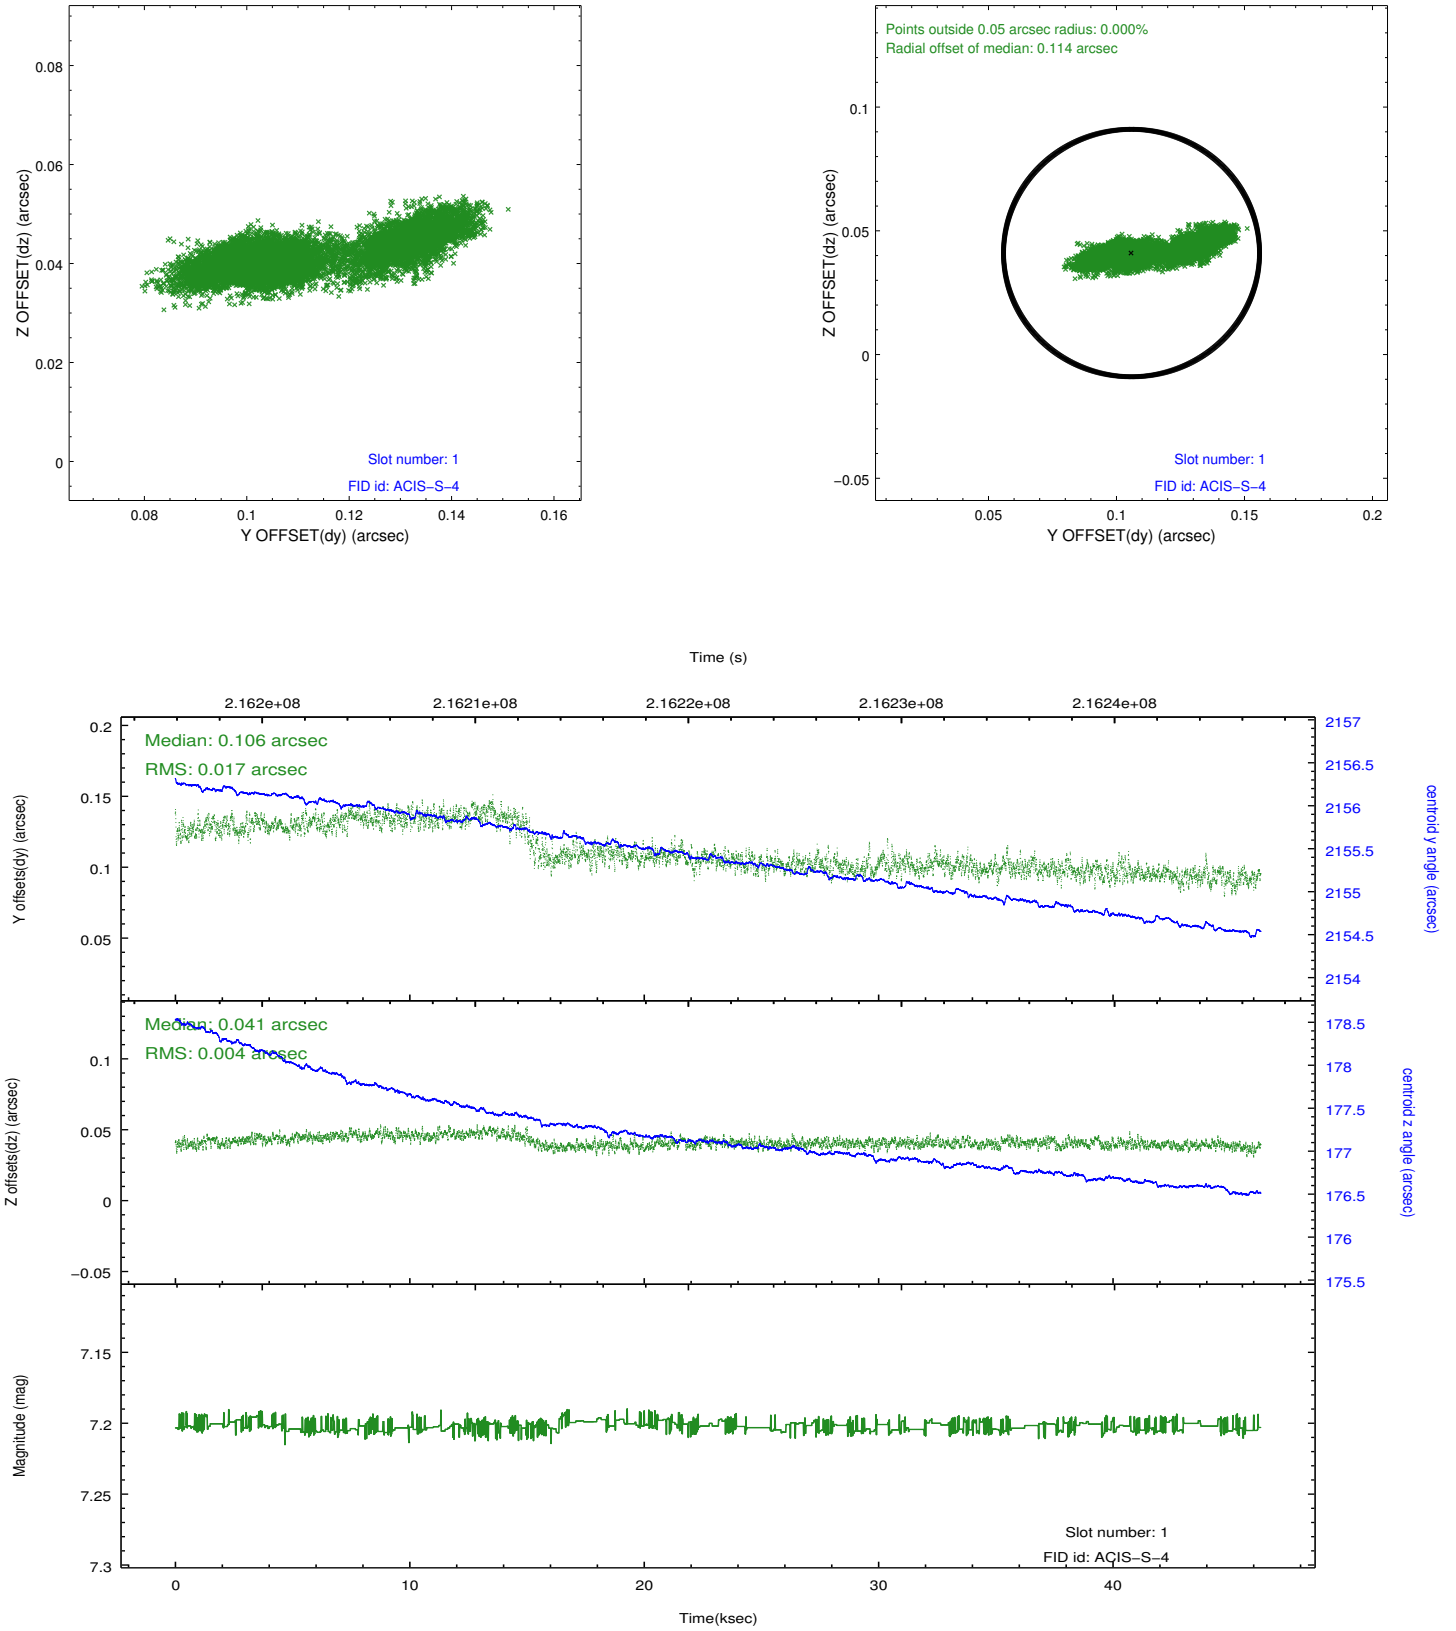 0.08
0.06
0.04
0.02
0
Z OFFSET(dz) (arcsec)
Slot number: 1
FID id: ACIS−S−4
0.08 0.1 0.12 0.14 0.16
Y OFFSET(dy) (arcsec)
Points outside 0.05 arcsec radius: 0.000%
Radial offset of median: 0.114 arcsec
0.1
0.05
0
−0.05
Z OFFSET(dz) (arcsec)
Slot number: 1
FID id: ACIS−S−4
0.05 0.1 0.15 0.2
Y OFFSET(dy) (arcsec)
Time (s)
2.162e+08 2.1621e+08 2.1622e+08 2.1623e+08 2.1624e+08
Median: 0.106 arcsec
RMS: 0.017 arcsec
0.2
0.15
0.1
0.05
Y offsets(dy) (arcsec)
2157
2156.5
2156
2155.5
2155
2154.5
2154
centroid y angle (arcsec)
Median: 0.041 arcsec
RMS: 0.004 arcsec
0.1
0.05
0
−0.05
Z offsets(dz) (arcsec)
178.5
178
177.5
177
176.5
176
175.5
centroid z angle (arcsec)
7.15
7.2
7.25
7.3
Magnitude (mag)
Slot number: 1
FID id: ACIS−S−4
0 10 20 30 40
Time(ksec)